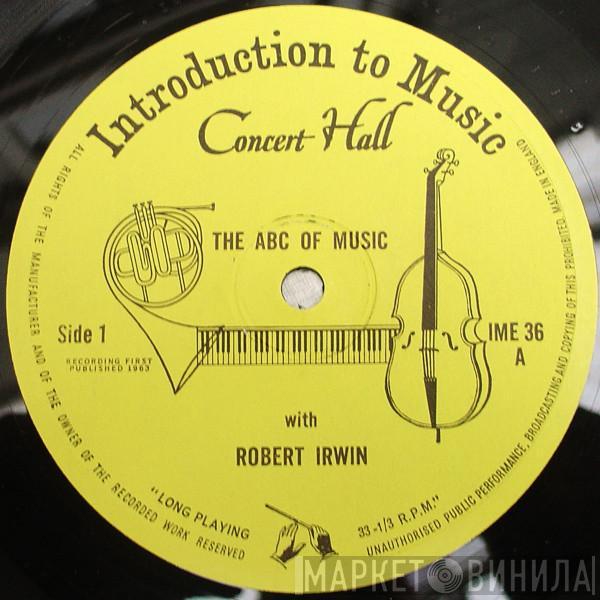 Introduction to Music
Concert Hall
THE ABC OF MUSIC
Side 1
IME 36
A
RECORDING FIRST
PUBLISHED 1963
with
ROBERT IRWIN
"LONG PLAYING
33-1/3 R.P.M."
ALL RIGHTS OF THE MANUFACTURER AND OF THE OWNER OF THE RECORDED WORK RESERVED
UNAUTHORISED PUBLIC PERFORMANCE, BROADCASTING AND COPYING OF THIS PROHIBITED. MADE IN ENGLAND
МАРКЕТ ВИНИЛА